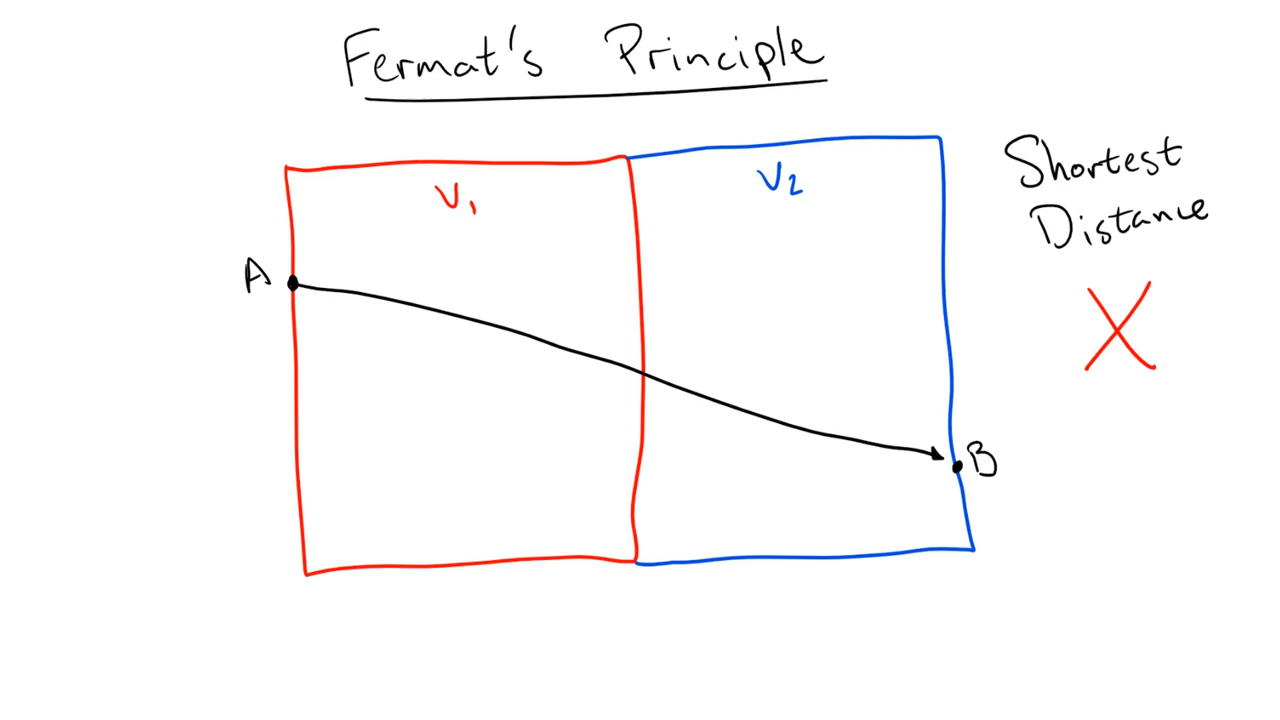 Fermat's Principle
V₁
V₂
Shortest
Distance
A
X
B